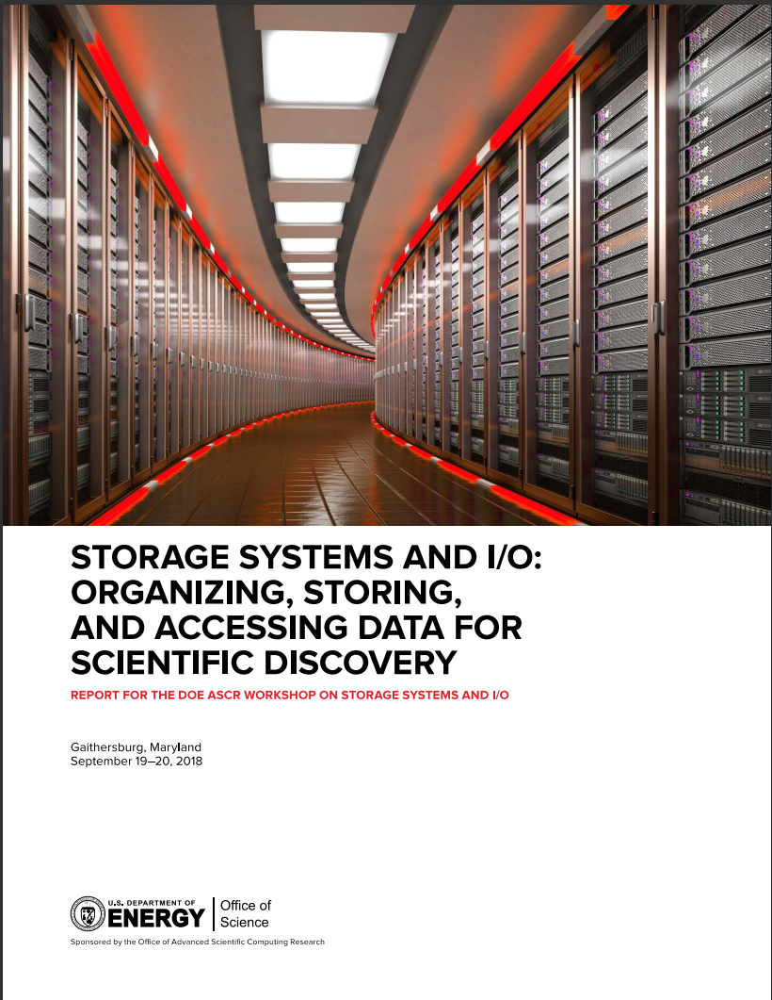 STORAGE SYSTEMS AND I/O:
ORGANIZING, STORING,
AND ACCESSING DATA FOR
SCIENTIFIC DISCOVERY
REPORT FOR THE DOE ASCR WORKSHOP ON STORAGE SYSTEMS AND I/O
Gaithersburg, Maryland
September 19–20, 2018
U.S. DEPARTMENT OF
ENERGY
Office of
Science
Sponsored by the Office of Advanced Scientific Computing Research